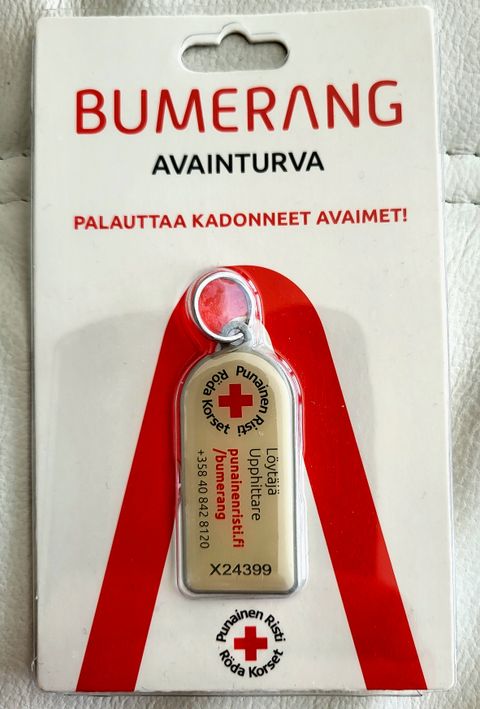 BUMERANG
AVAINTURVA
PALAUTTAA KADONNEET AVAIMET!
Punainen Risti
Röda Korset
Löytäjä
Upphittare
punainenristi.fi
/bumerang
+358 40 842 8120
X24399
Punainen Risti
Röda Korset